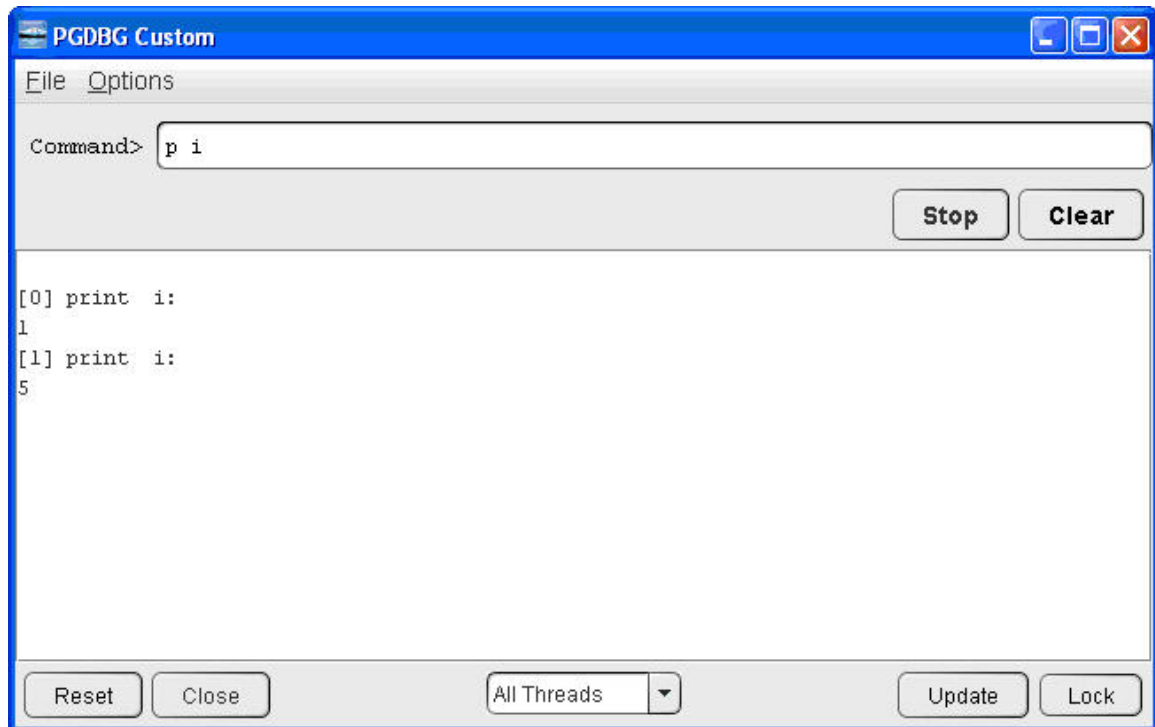 PGDBG Custom
File Options
Command> p i
Stop Clear
[0] print i:
1
[1] print i:
5
Reset Close All Threads Update Lock